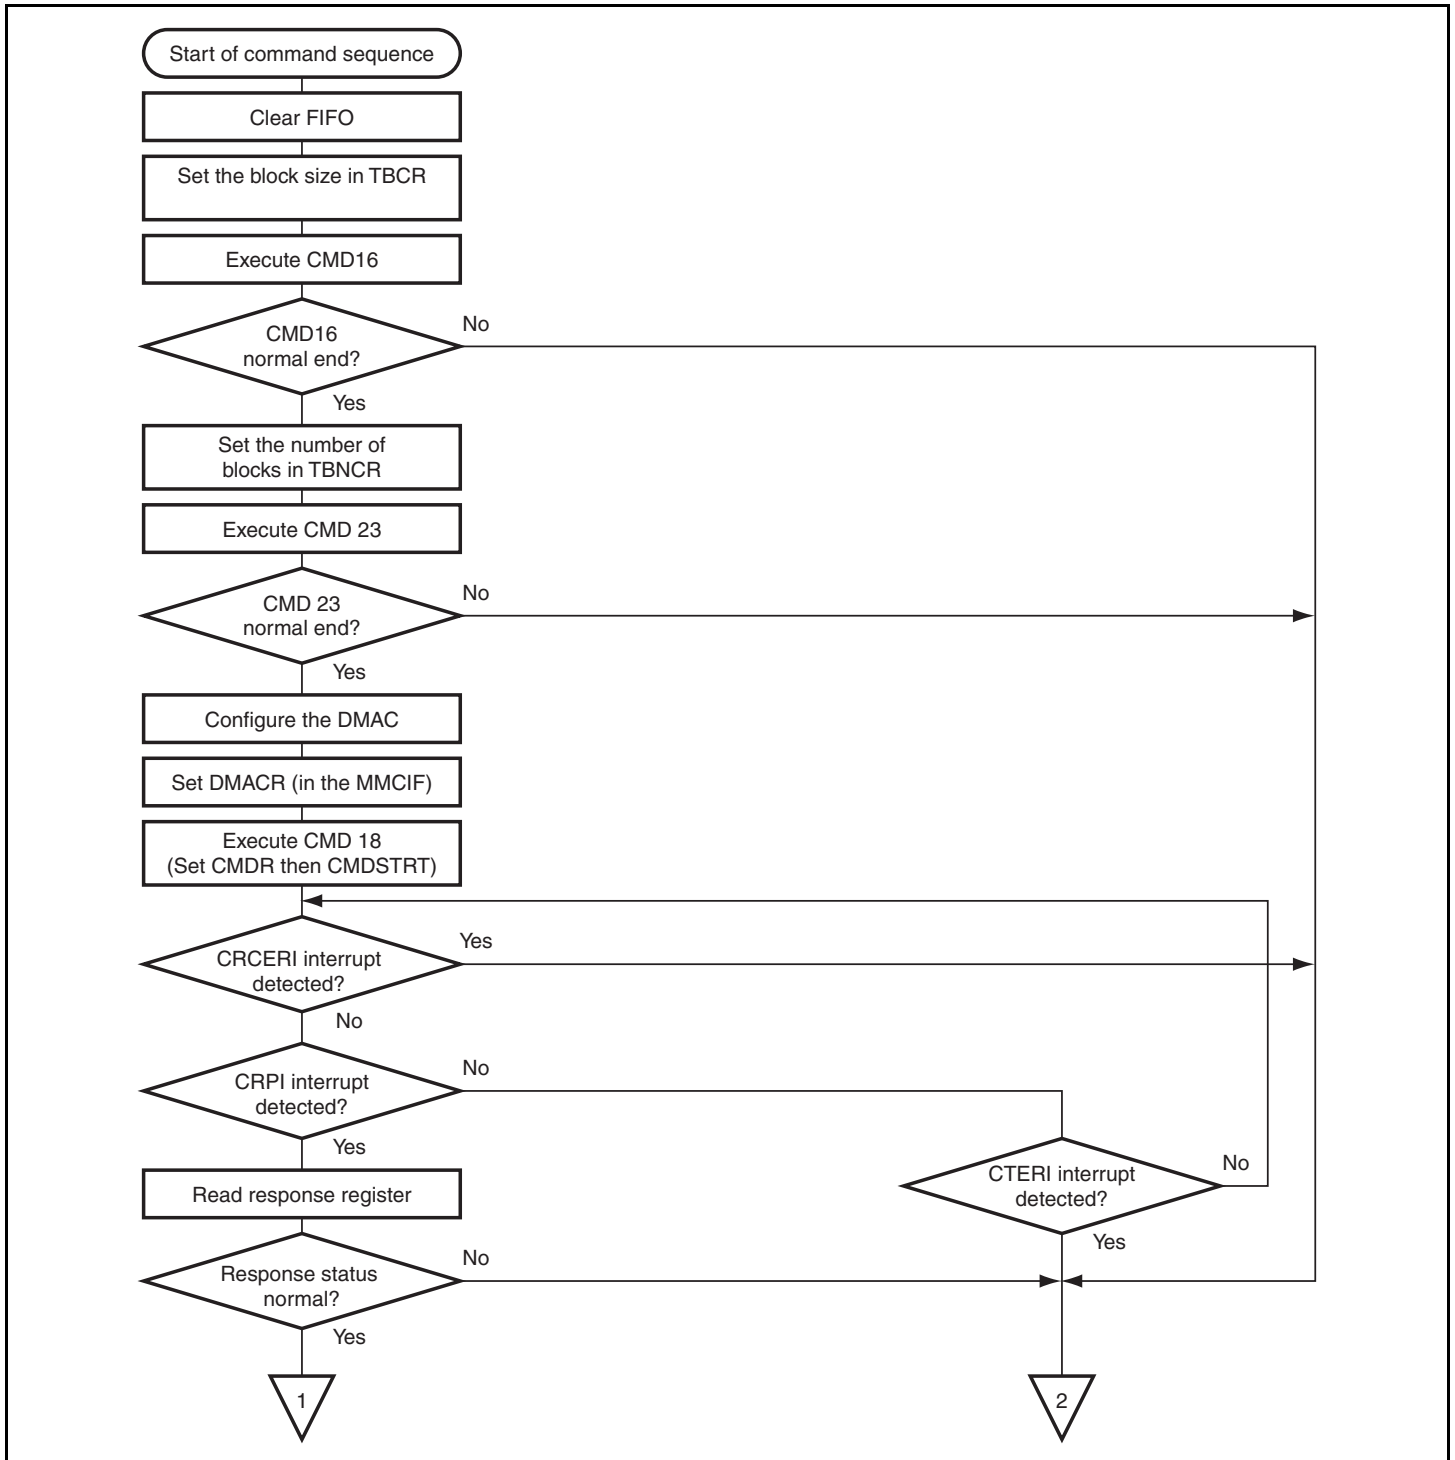 Start of command sequence
Clear FIFO
Set the block size in TBCR
Execute CMD16
CMD16
normal end?
No
Yes
Set the number of
blocks in TBNCR
Execute CMD 23
CMD 23
normal end?
No
Yes
Configure the DMAC
Set DMACR (in the MMCIF)
Execute CMD 18
(Set CMDR then CMDSTRT)
CRCERI interrupt
detected?
Yes
No
CRPI interrupt
detected?
No
Yes
CTERI interrupt
detected?
No
Yes
Read response register
Response status
normal?
No
Yes
1
2